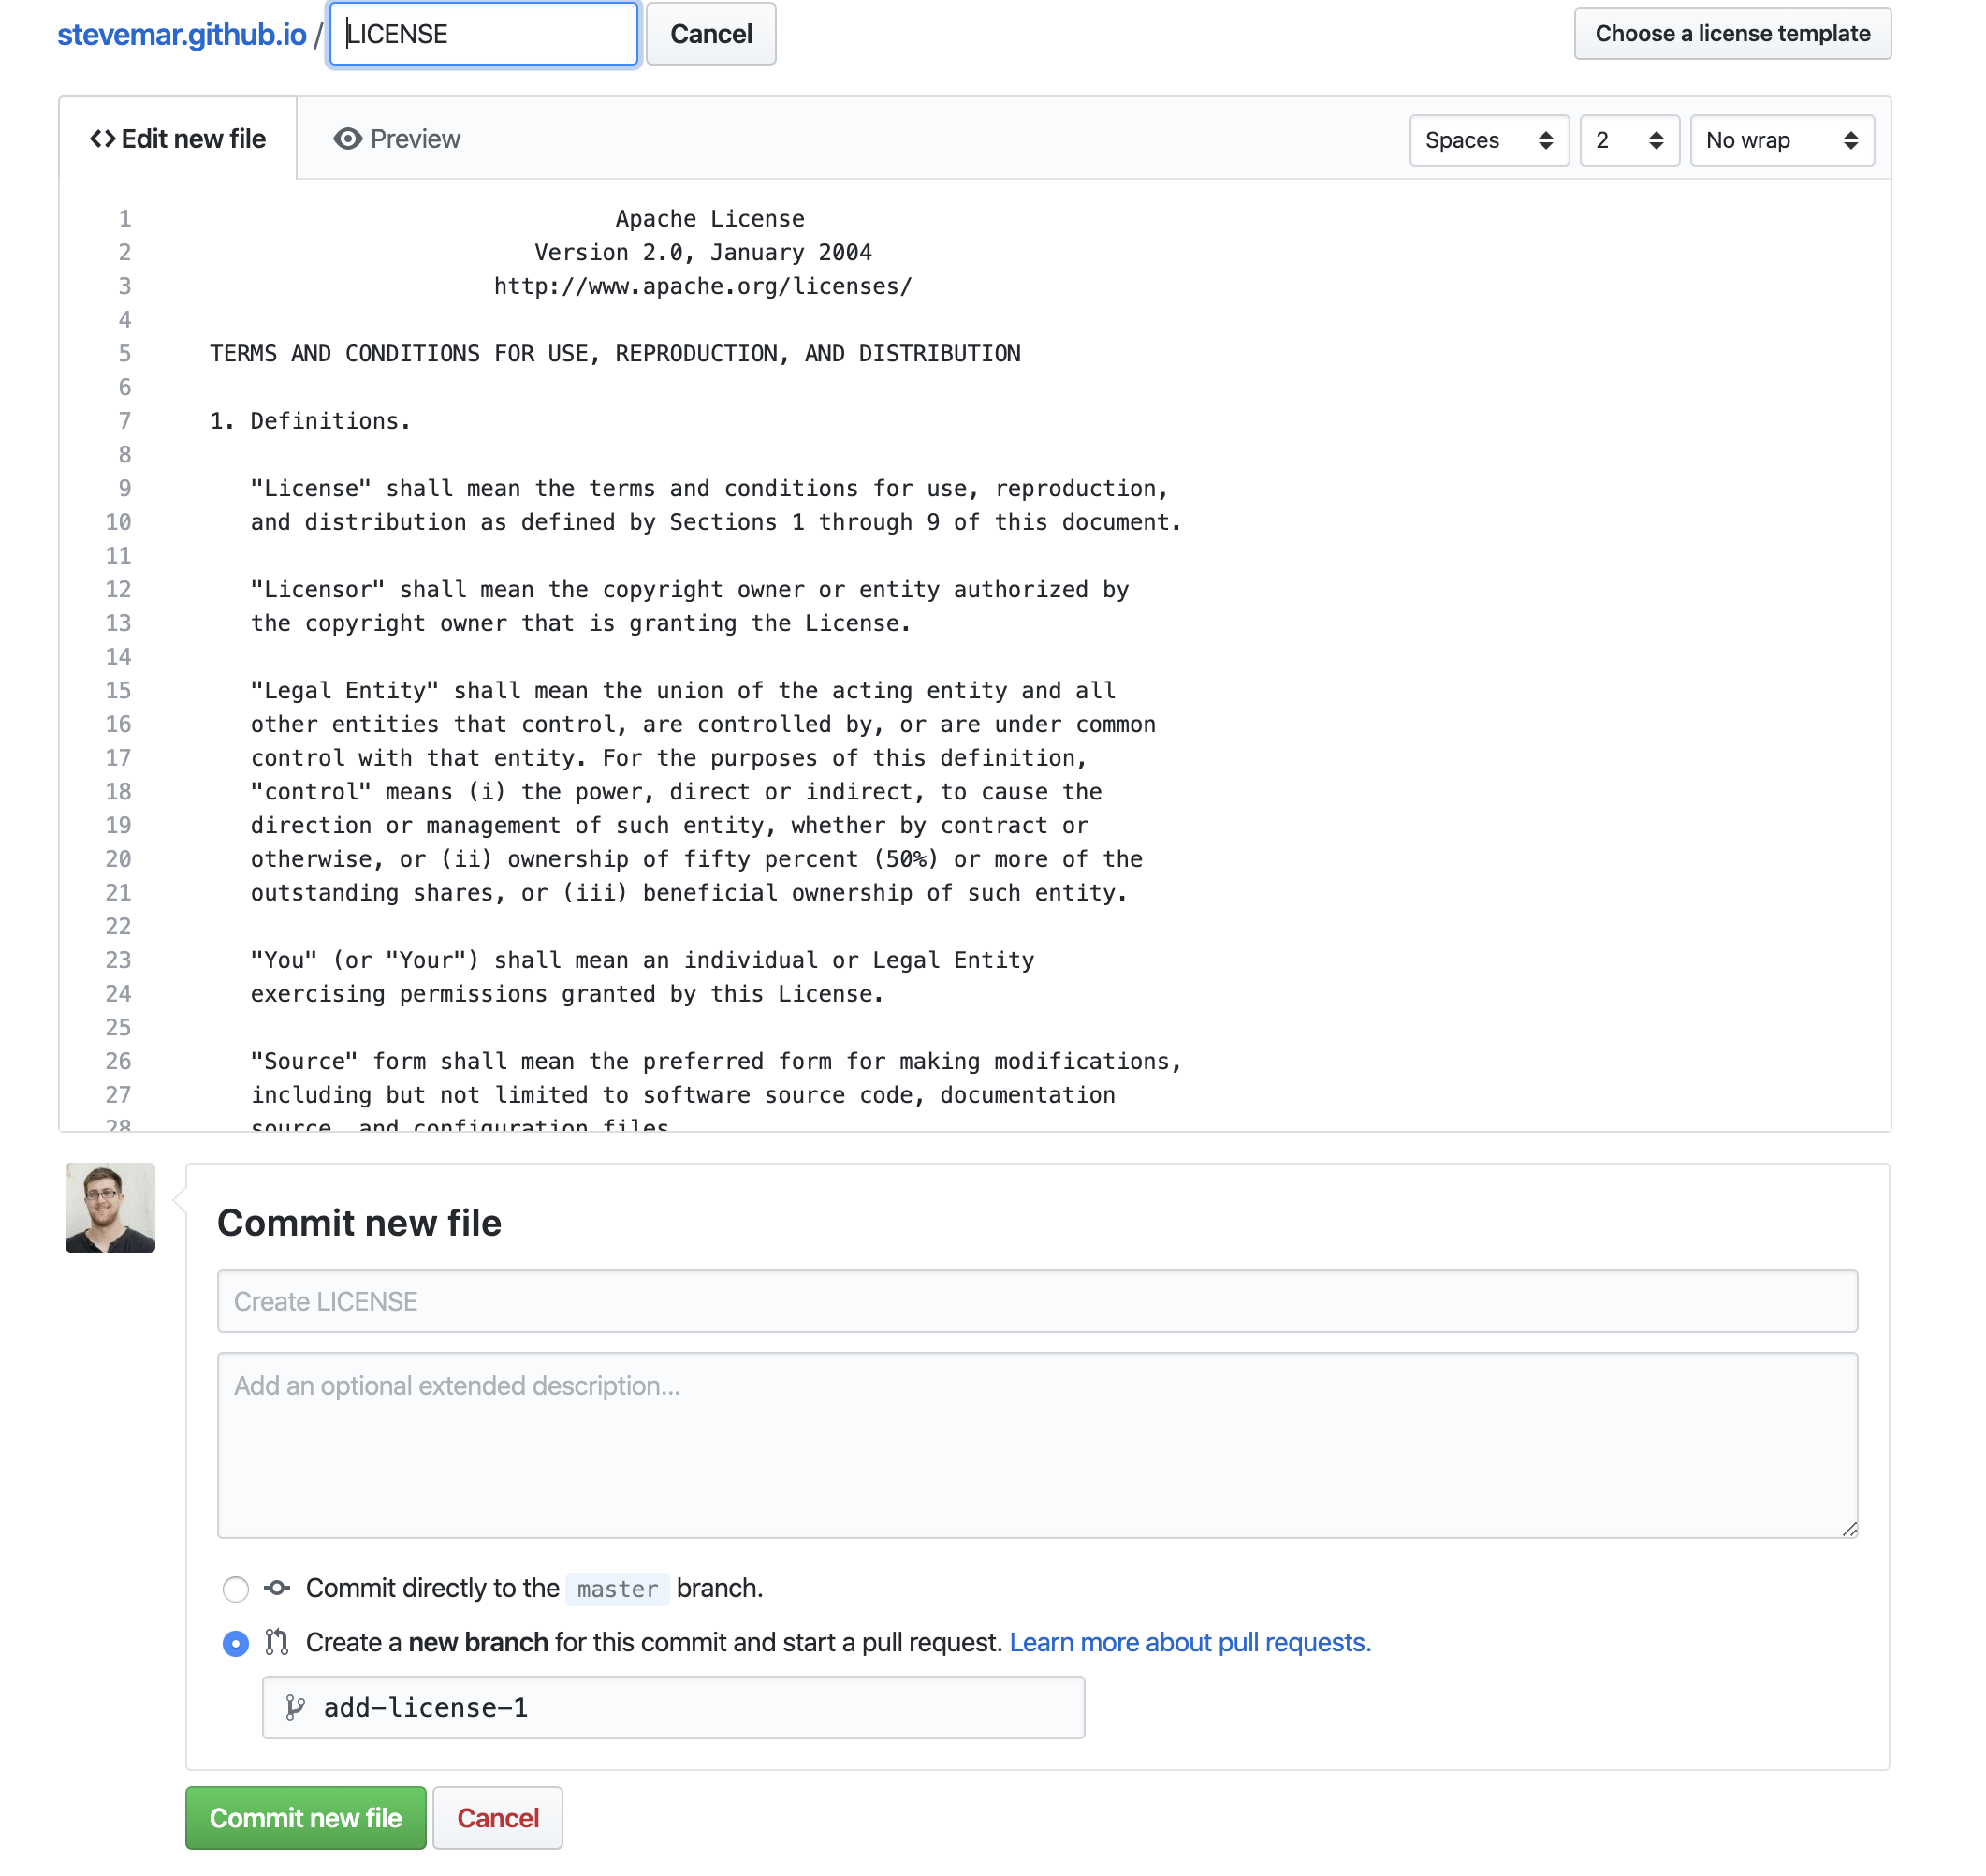 stevemar.github.io / LICENSE Cancel Choose a license template
Edit new file Preview Spaces 2 No wrap
1 Apache License
2 Version 2.0, January 2004
3 http://www.apache.org/licenses/
4
5 TERMS AND CONDITIONS FOR USE, REPRODUCTION, AND DISTRIBUTION
6
7 1. Definitions.
8
9 "License" shall mean the terms and conditions for use, reproduction,
10 and distribution as defined by Sections 1 through 9 of this document.
11
12 "Licensor" shall mean the copyright owner or entity authorized by
13 the copyright owner that is granting the License.
14
15 "Legal Entity" shall mean the union of the acting entity and all
16 other entities that control, are controlled by, or are under common
17 control with that entity. For the purposes of this definition,
18 "control" means (i) the power, direct or indirect, to cause the
19 direction or management of such entity, whether by contract or
20 otherwise, or (ii) ownership of fifty percent (50%) or more of the
21 outstanding shares, or (iii) beneficial ownership of such entity.
22
23 "You" (or "Your") shall mean an individual or Legal Entity
24 exercising permissions granted by this License.
25
26 "Source" form shall mean the preferred form for making modifications,
27 including but not limited to software source code, documentation
28 source, and configuration files.
Commit new file
Create LICENSE
Add an optional extended description...
Commit directly to the master branch.
Create a new branch for this commit and start a pull request. Learn more about pull requests.
add-license-1
Commit new file Cancel